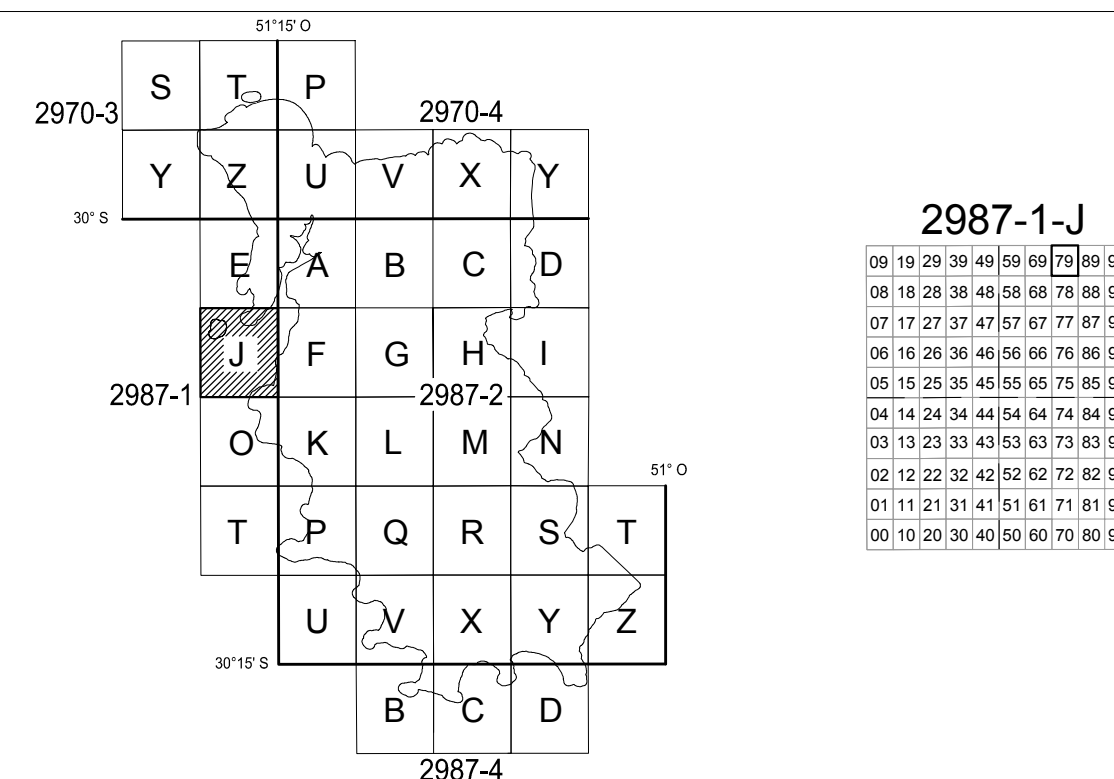 51°15' O
S T P
2970-3 2970-4
Y Z U V X Y
30° S
E A B C D
J F G H I
2987-1 2987-2
O K L M N
51° O
T P Q R S T
U V X Y Z
30°15' S
B C D
2987-4
2987-1-J
09 19 29 39 49 59 69 79 89
08 18 28 38 48 58 68 78 88
07 17 27 37 47 57 67 77 87
06 16 26 36 46 56 66 76 86
05 15 25 35 45 55 65 75 85
04 14 24 34 44 54 64 74 84
03 13 23 33 43 53 63 73 83
02 12 22 32 42 52 62 72 82
01 11 21 31 41 51 61 71 81
00 10 20 30 40 50 60 70 80